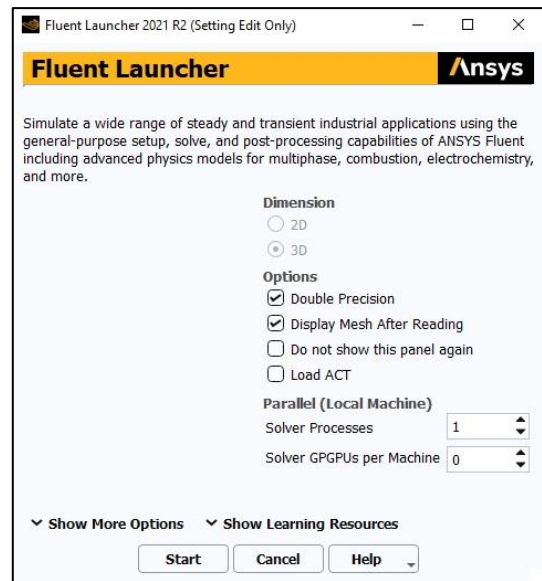 Fluent Launcher 2021 R2 (Setting Edit Only)
Fluent Launcher
Ansys
Simulate a wide range of steady and transient industrial applications using the
general-purpose setup, solve, and post-processing capabilities of ANSYS Fluent
including advanced physics models for multiphase, combustion, electrochemistry,
and more.
Dimension
2D
3D
Options
Double Precision
Display Mesh After Reading
Do not show this panel again
Load ACT
Parallel (Local Machine)
Solver Processes 1
Solver GPGPUs per Machine 0
Show More Options Show Learning Resources
Start Cancel Help